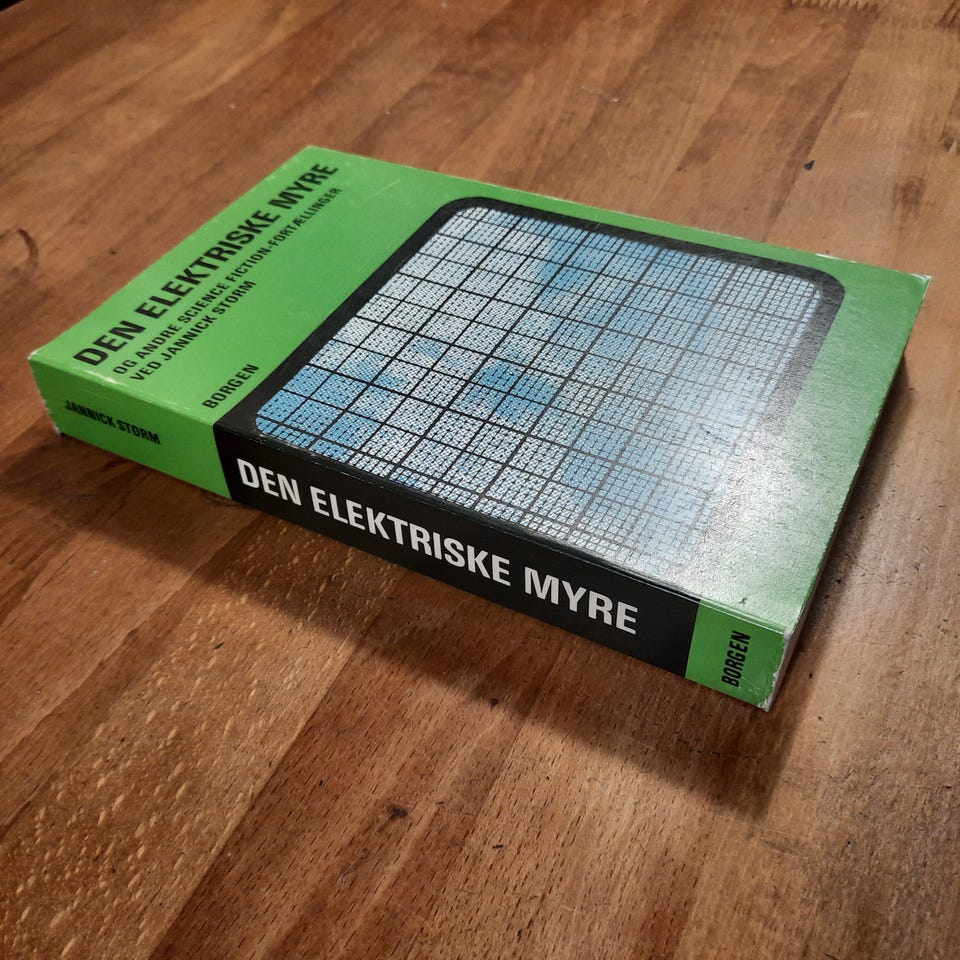 DEN ELEKTRISKE MYRE
OG ANDRE SCIENCE FICTION-FORTÆLLINGER
VED JANNICK STORM
BORGEN
JANNICK STORM
DEN ELEKTRISKE MYRE
BORGEN